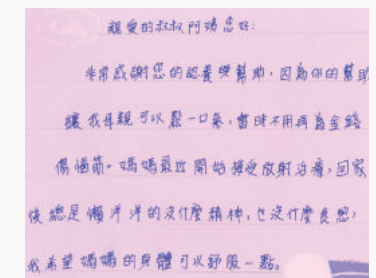 親愛的叔叔阿姨您好:
非常感謝您的認養與幫助,因為你的幫助
讓我母親可以鬆一口氣,暫時不用再為金錢
傷腦筋。媽媽最近開始接受放射治療,回家
後總是懶洋洋的沒什麼精神,也沒什麼食慾,
我希望媽媽的身體可以舒服一點。